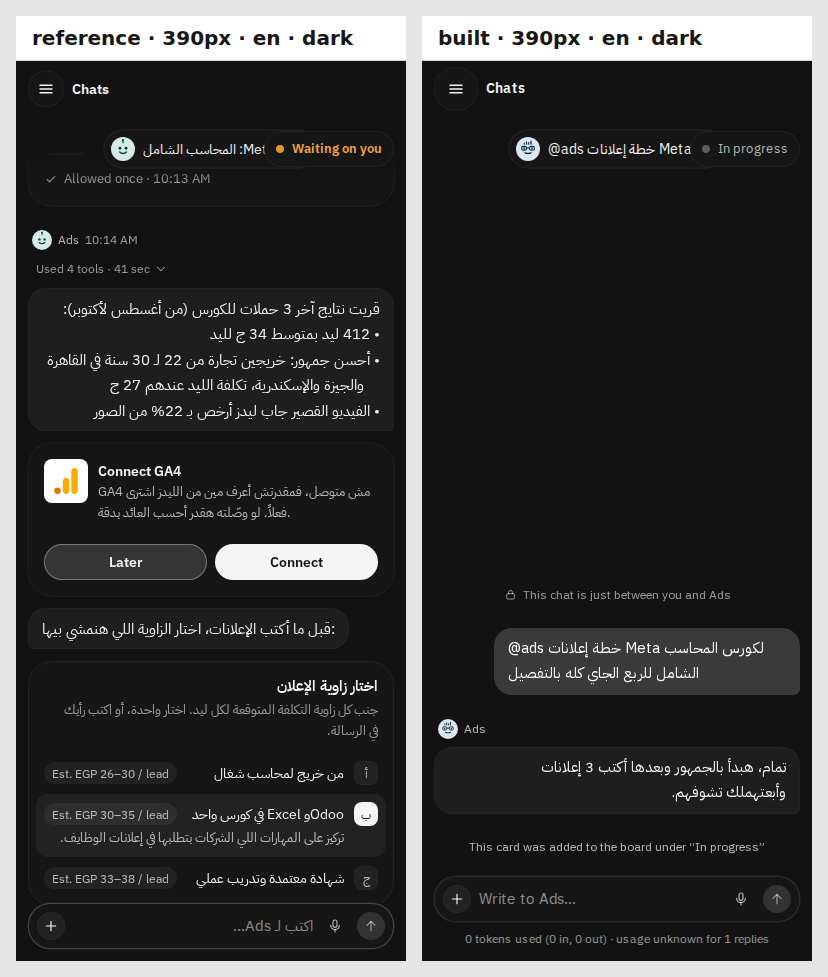 reference · 390px · en · dark
Chats
المحاسب الشامل :Met
Waiting on you
Allowed once · 10:13 AM
Ads 10:14 AM
Used 4 tools · 41 sec
قريت نتايج آخر 3 حملات للكورس (من أغسطس لأكتوبر):
• 412 ليد بمتوسط 34 ج لليد
• أحسن جمهور: خريجين تجارة من 22 لـ 30 سنة في القاهرة
والجيزة والإسكندرية، تكلفة الليد عندهم 27 ج
• الفيديو القصير جاب ليدز أرخص بـ 22% من الصور
Connect GA4
GA4 مش متصل، فمقدرتش أعرف مين من الليدز اشترى
فعلاً. لو وصّلته هقدر أحسب العائد بدقة.
Later
Connect
قبل ما أكتب الإعلانات، اختار الزاوية اللي هنمشي بيها:
اختار زاوية الإعلان
جنب كل زاوية التكلفة المتوقعة لكل ليد. اختار واحدة، أو اكتب رأيك
في الرسالة.
أ
من خريج لمحاسب شغال
Est. EGP 26–30 / lead
ب
Odooو Excel في كورس واحد
Est. EGP 30–35 / lead
تركيز على المهارات اللي الشركات بتطلبها في إعلانات الوظايف.
ج
شهادة معتمدة وتدريب عملي
Est. EGP 33–38 / lead
اكتب لـ Ads...
built · 390px · en · dark
Chats
@ads خطة إعلانات Meta
In progress
This chat is just between you and Ads
@ads خطة إعلانات Meta لكورس المحاسب
الشامل للربع الجاي كله بالتفصيل
Ads
تمام، هبدأ بالجمهور وبعدها أكتب 3 إعلانات
وأبعتهملك تشوفهم.
This card was added to the board under “In progress”
Write to Ads...
0 tokens used (0 in, 0 out) · usage unknown for 1 replies